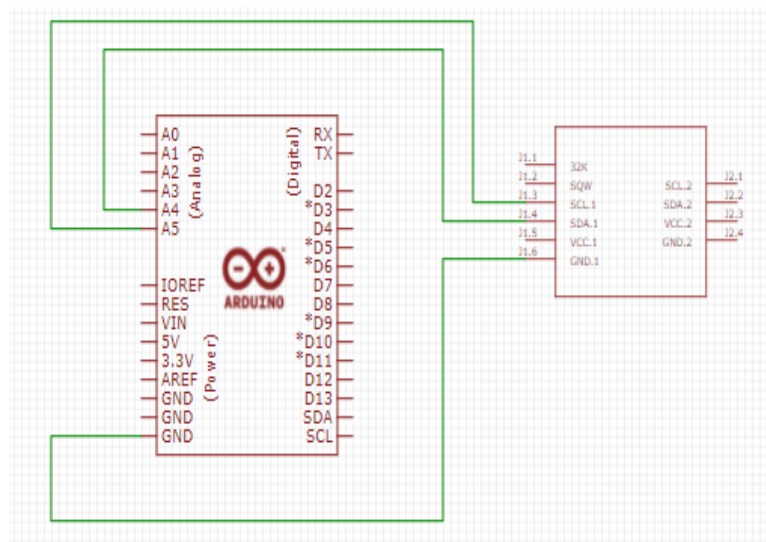 A0
A1
A2
A3
A4
A5
(Analog)
IOREF
RES
VIN
5V
3.3V
AREF
GND
GND
GND
(Power)
ARDUINO
(Digital)
RX
TX
D2
*D3
D4
*D5
*D6
D7
D8
*D9
*D10
*D11
D12
D13
SDA
SCL
J1.1
J1.2
J1.3
J1.4
J1.5
J1.6
32K
SQW
SCL.1
SDA.1
VCC.1
GND.1
SCL.2
SDA.2
VCC.2
GND.2
J2.1
J2.2
J2.3
J2.4